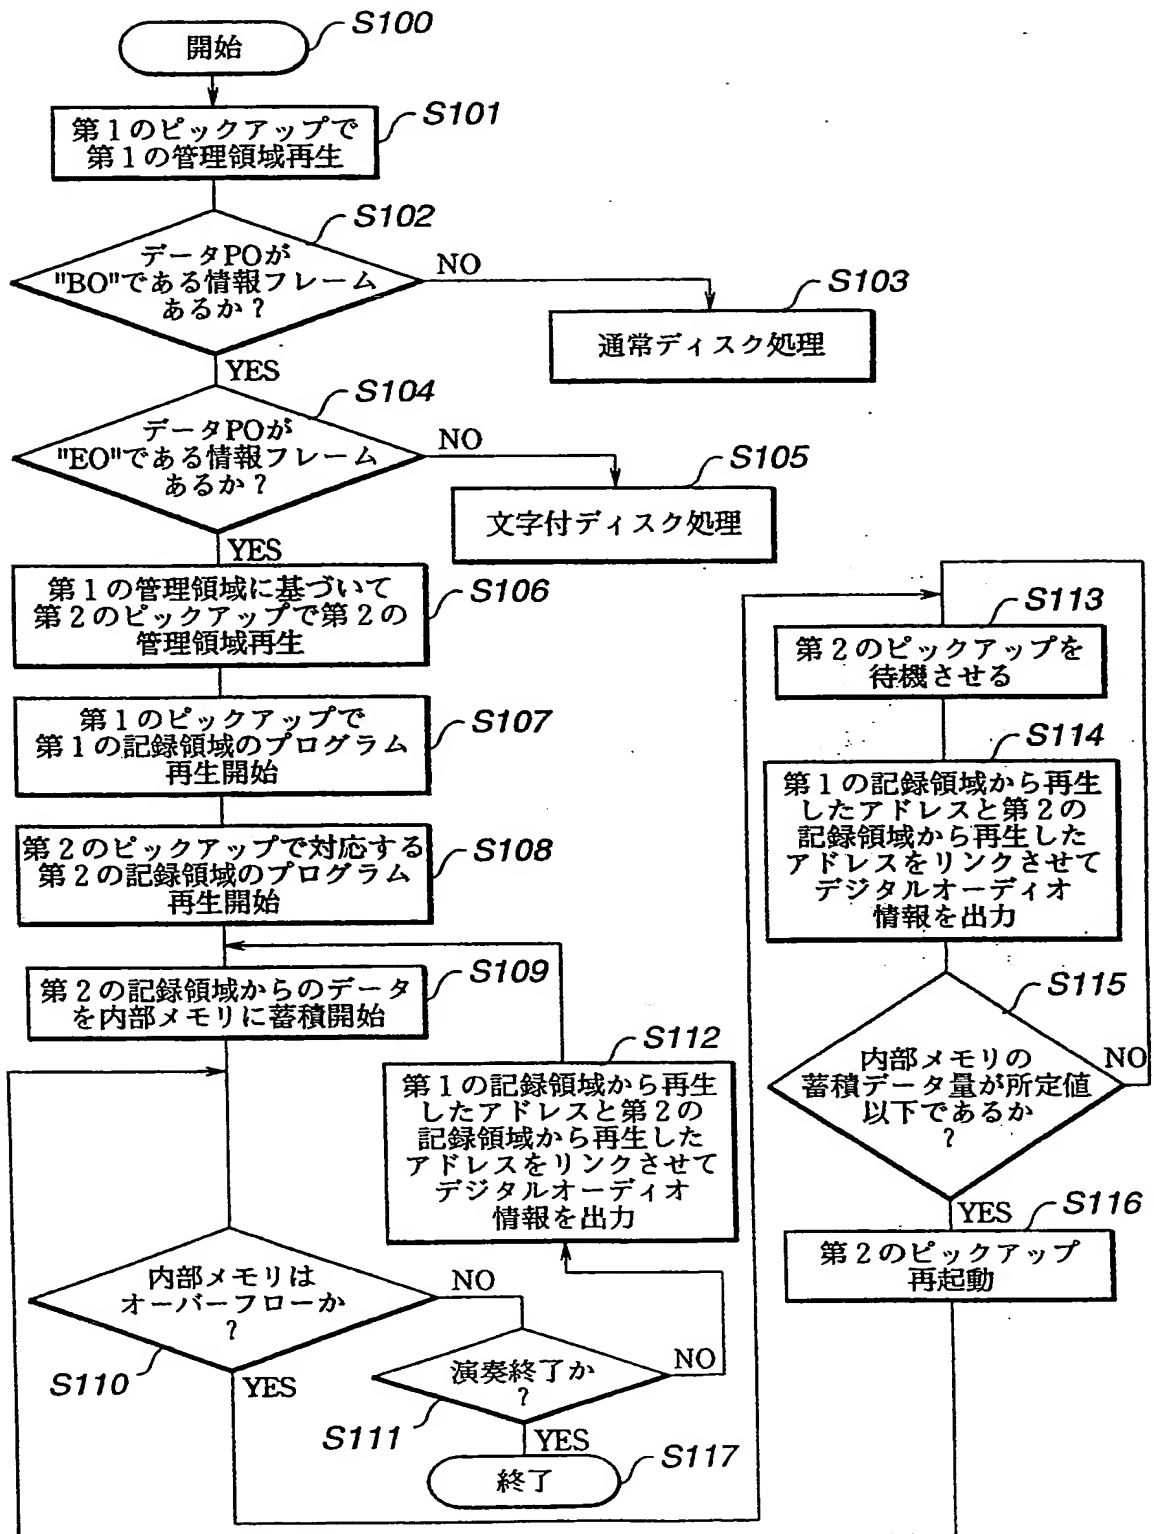 開始
S100
第1のピックアップで
第1の管理領域再生
S101
データPOが
"BO"である情報フレーム
あるか？
S102
NO
YES
通常ディスク処理
S103
データPOが
"EO"である情報フレーム
あるか？
S104
NO
YES
文字付ディスク処理
S105
第1の管理領域に基づいて
第2のピックアップで第2の
管理領域再生
S106
第1のピックアップで
第1の記録領域のプログラム
再生開始
S107
第2のピックアップで対応する
第2の記録領域のプログラム
再生開始
S108
第2の記録領域からのデータ
を内部メモリに蓄積開始
S109
内部メモリは
オーバーフローか
？
S110
NO
YES
演奏終了か
？
S111
NO
YES
第1の記録領域から再生
したアドレスと第2の
記録領域から再生した
アドレスをリンクさせて
デジタルオーディオ
情報を出力
S112
終了
S117
第2のピックアップを
待機させる
S113
第1の記録領域から再生
したアドレスと第2の
記録領域から再生した
アドレスをリンクさせて
デジタルオーディオ
情報を出力
S114
内部メモリの
蓄積データ量が所定値
以下であるか
？
S115
NO
YES
第2のピックアップ
再起動
S116